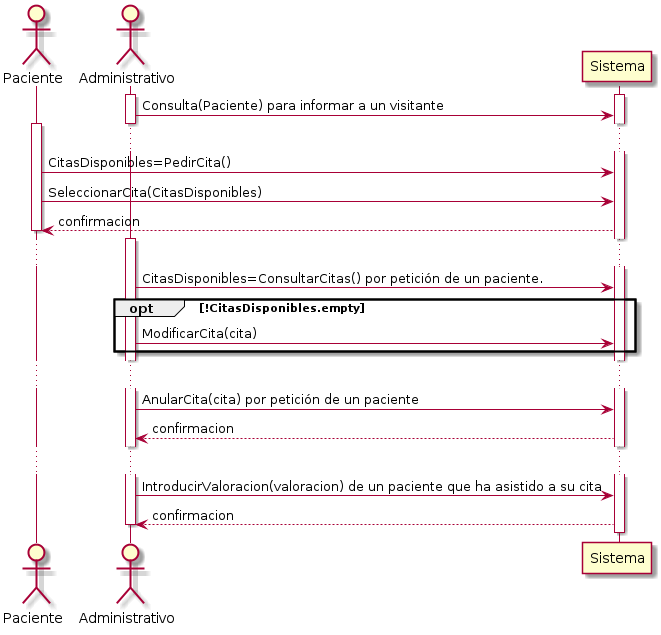 Paciente
Administrativo
Sistema
Consulta(Paciente) para informar a un visitante
CitasDisponibles=PedirCita()
SeleccionarCita(CitasDisponibles)
confirmacion
CitasDisponibles=ConsultarCitas() por petición de un paciente.
opt
[!CitasDisponibles.empty]
ModificarCita(cita)
AnularCita(cita) por petición de un paciente
confirmacion
IntroducirValoracion(valoracion) de un paciente que ha asistido a su cita
confirmacion
Paciente
Administrativo
Sistema